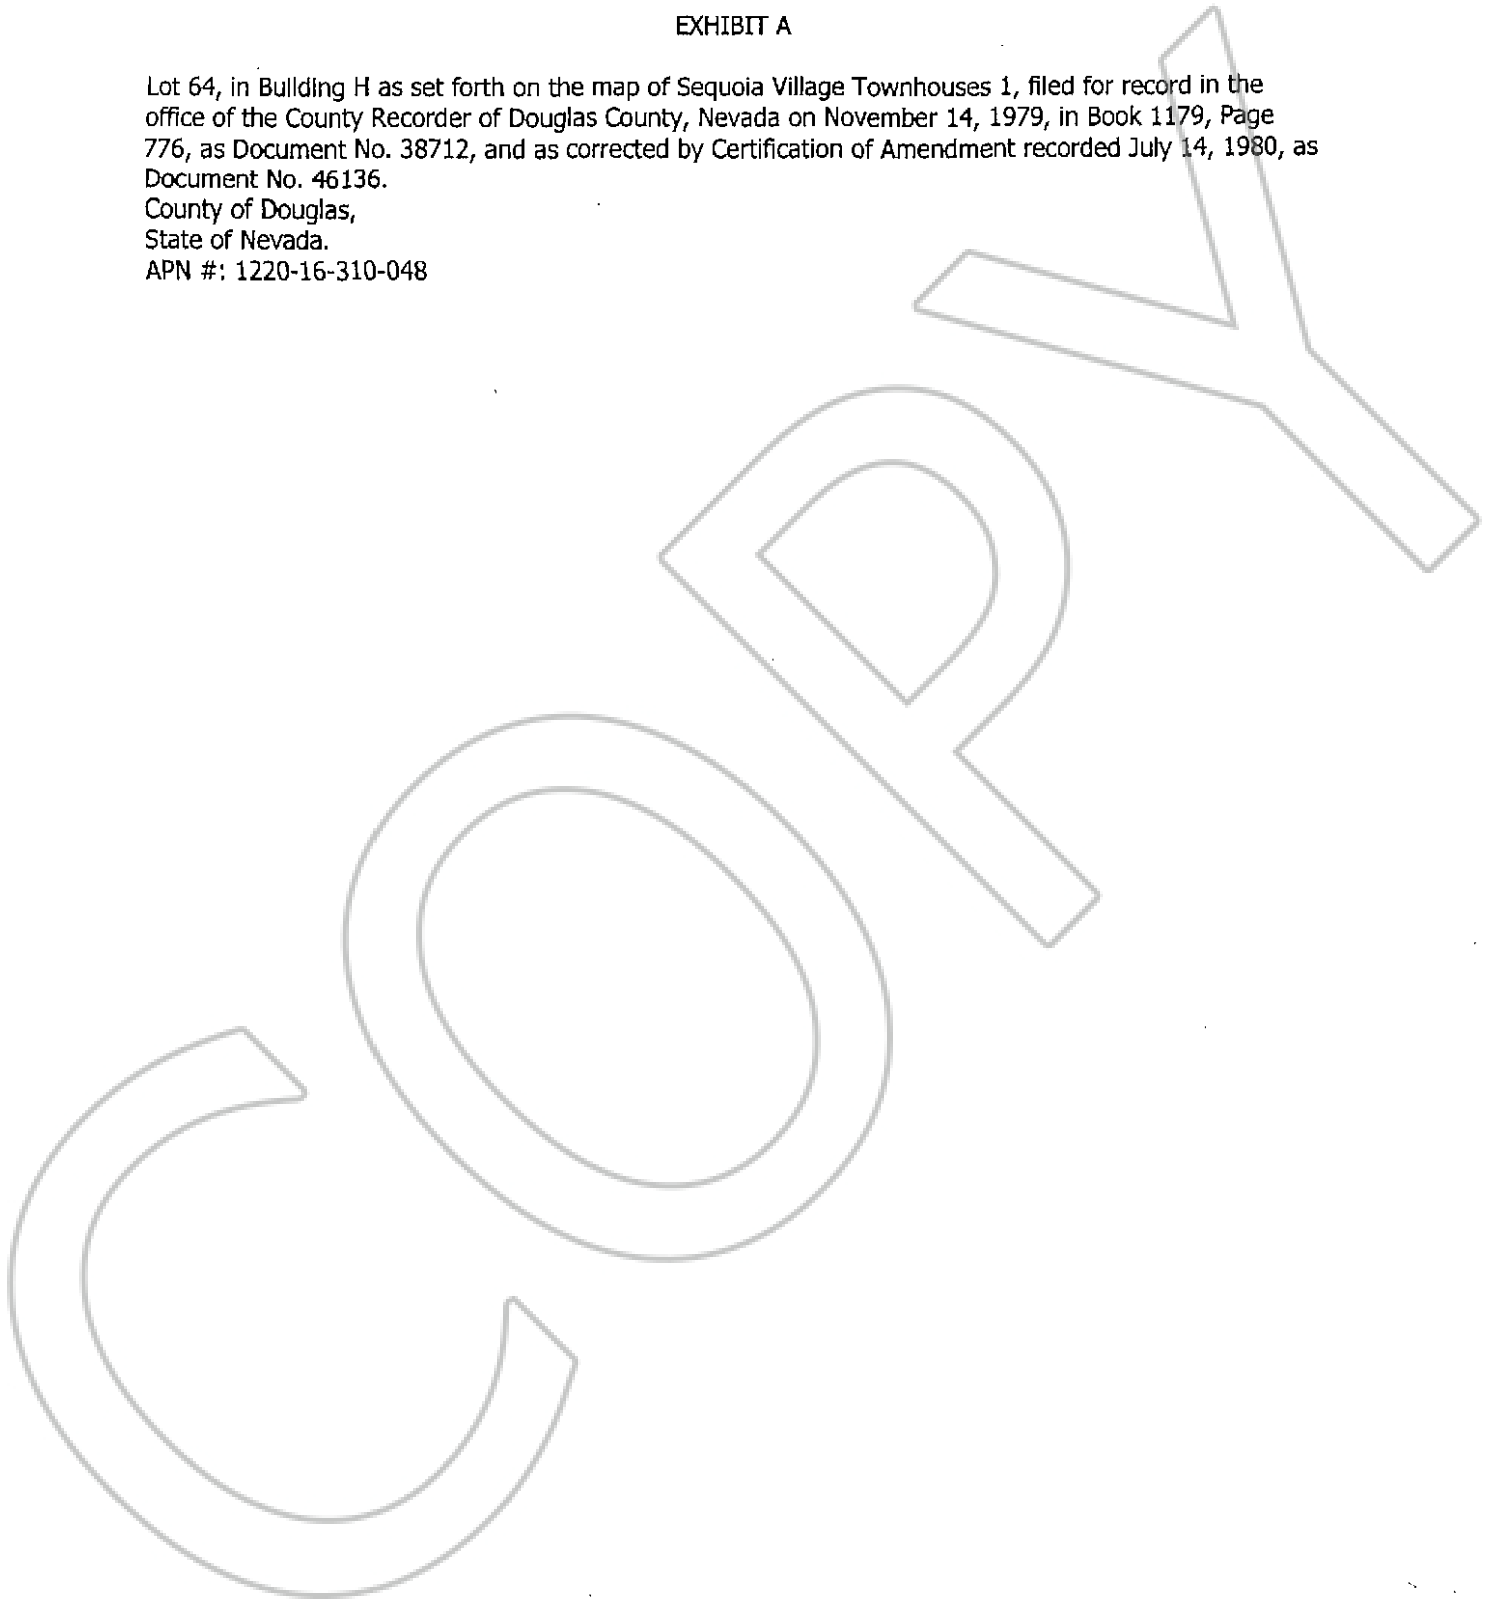 EXHIBIT A
Lot 64, in Building H as set forth on the map of Sequoia Village Townhouses 1, filed for record in the
office of the County Recorder of Douglas County, Nevada on November 14, 1979, in Book 1179, Page
776, as Document No. 38712, and as corrected by Certification of Amendment recorded July 14, 1980, as
Document No. 46136.
County of Douglas,
State of Nevada.
APN #: 1220-16-310-048
COPY